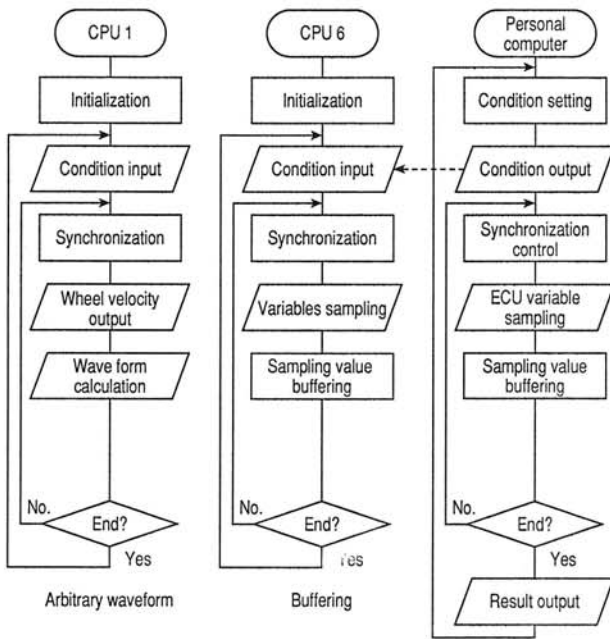 CPU 1
Initialization
Condition input
Synchronization
Wheel velocity
output
Wave form
calculation
No.
End?
Yes
Arbitrary waveform
CPU 6
Initialization
Condition input
Synchronization
Variables sampling
Sampling value
buffering
No.
End?
Yes
Buffering
Personal
computer
Condition setting
Condition output
Synchronization
control
ECU variable
sampling
Sampling value
buffering
No.
End?
Yes
Result output